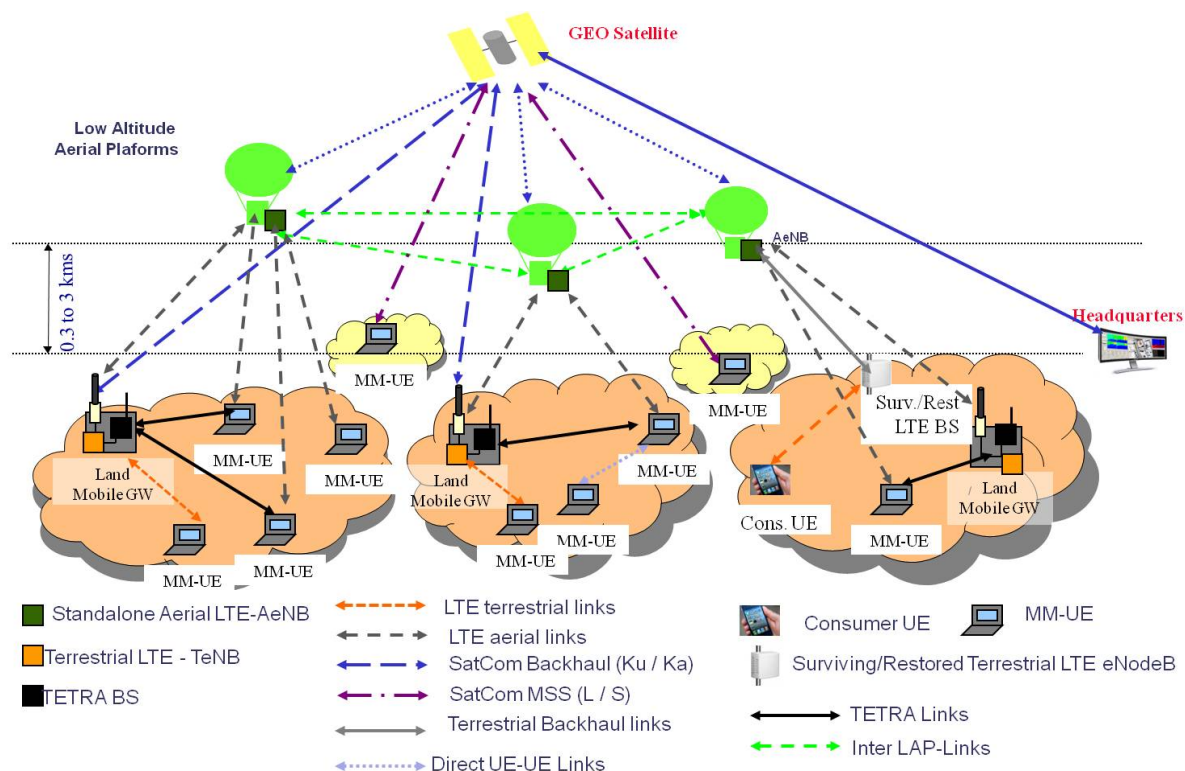 GEO Satellite
Low Altitude
Aerial Plaforms
AeNB
0.3 to 3 kms
Headquarters
MM-UE
MM-UE
Surv./Rest
LTE BS
MM-UE
MM-UE
MM-UE
Land
Mobile GW
Land
Mobile GW
Land
Mobile GW
Cons. UE
MM-UE
MM-UE
MM-UE
MM-UE
MM-UE
MM-UE
Standalone Aerial LTE-AeNB
Terrestrial LTE - TeNB
TETRA BS
LTE terrestrial links
LTE aerial links
SatCom Backhaul (Ku / Ka)
SatCom MSS (L / S)
Terrestrial Backhaul links
Direct UE-UE Links
Consumer UE
MM-UE
Surviving/Restored Terrestrial LTE eNodeB
TETRA Links
Inter LAP-Links